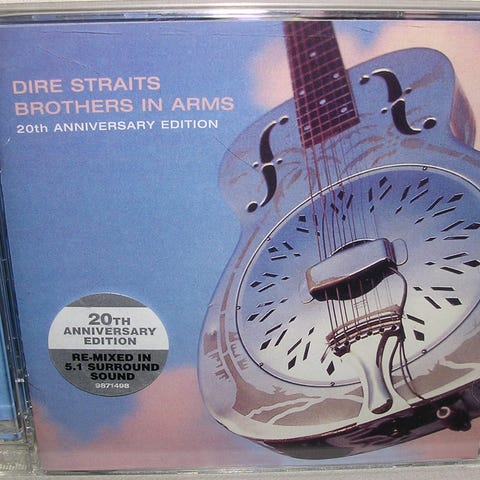 DIRE STRAITS
BROTHERS IN ARMS
20th ANNIVERSARY EDITION
20TH
ANNIVERSARY
EDITION
RE-MIXED IN
5.1 SURROUND
SOUND
9871498